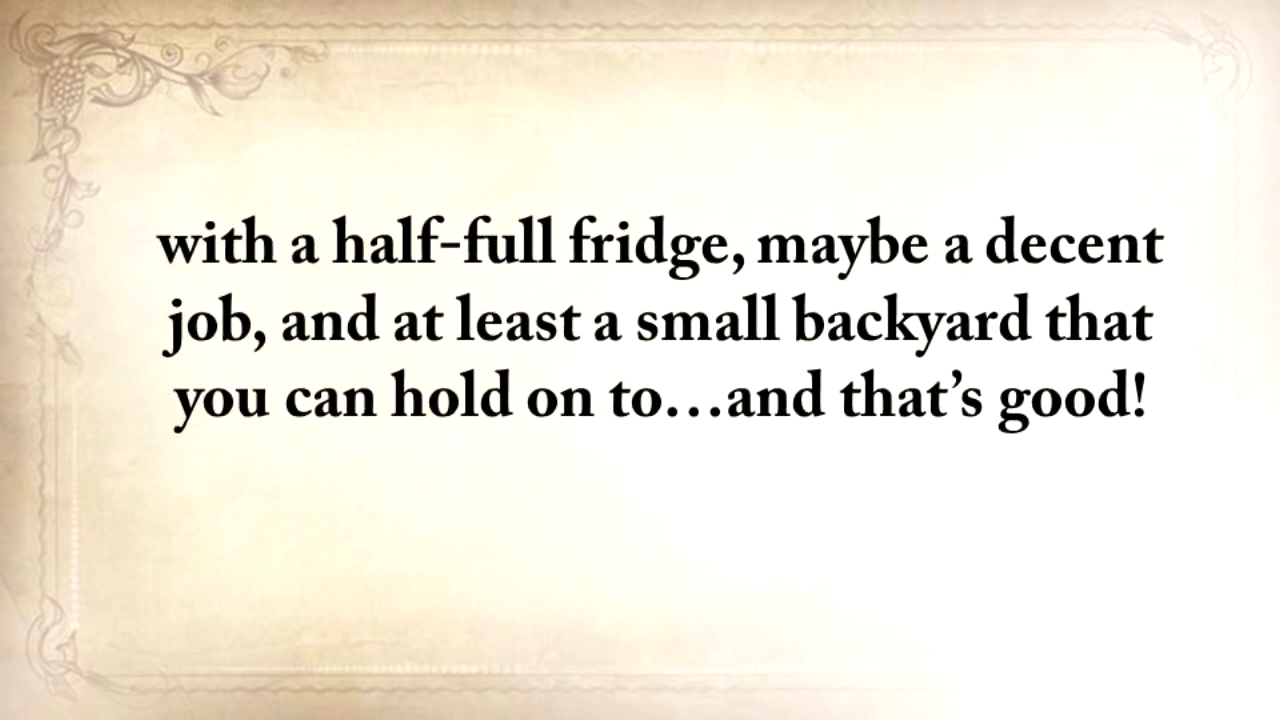 with a half-full fridge, maybe a decent
job, and at least a small backyard that
you can hold on to…and that’s good!